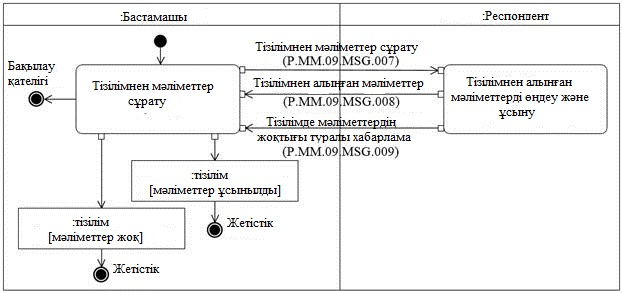 :Бастамашы
:Респондент
Тізілімнен мәліметтер сұрату
(P.MM.09.MSG.007)
Бақылау
қателігі
Тізілімнен мәліметтер
сұрату
Тізілімнен алынған мәліметтер
(P.MM.09.MSG.008)
Тізілімнен алынған
мәліметтерді өңдеу және
ұсыну
Тізілімде мәліметтердің
жоқтығы туралы хабарлама
(P.MM.09.MSG.009)
:тізілім
[мәліметтер ұсынылды]
Жетістік
:тізілім
[мәліметтер жоқ]
Жетістік